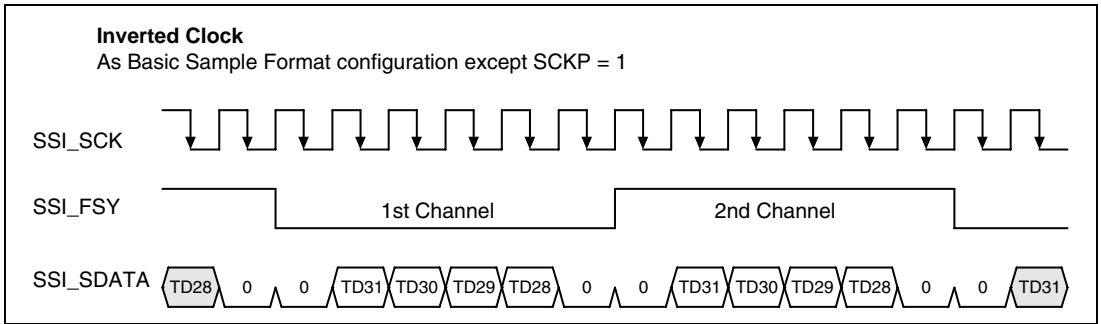 Inverted Clock
As Basic Sample Format configuration except SCKP = 1
SSI_SCK
SSI_FSY 1st Channel 2nd Channel
SSI_SDATA TD28 0 0 TD31 TD30 TD29 TD28 0 0 TD31 TD30 TD29 TD28 0 0 TD31